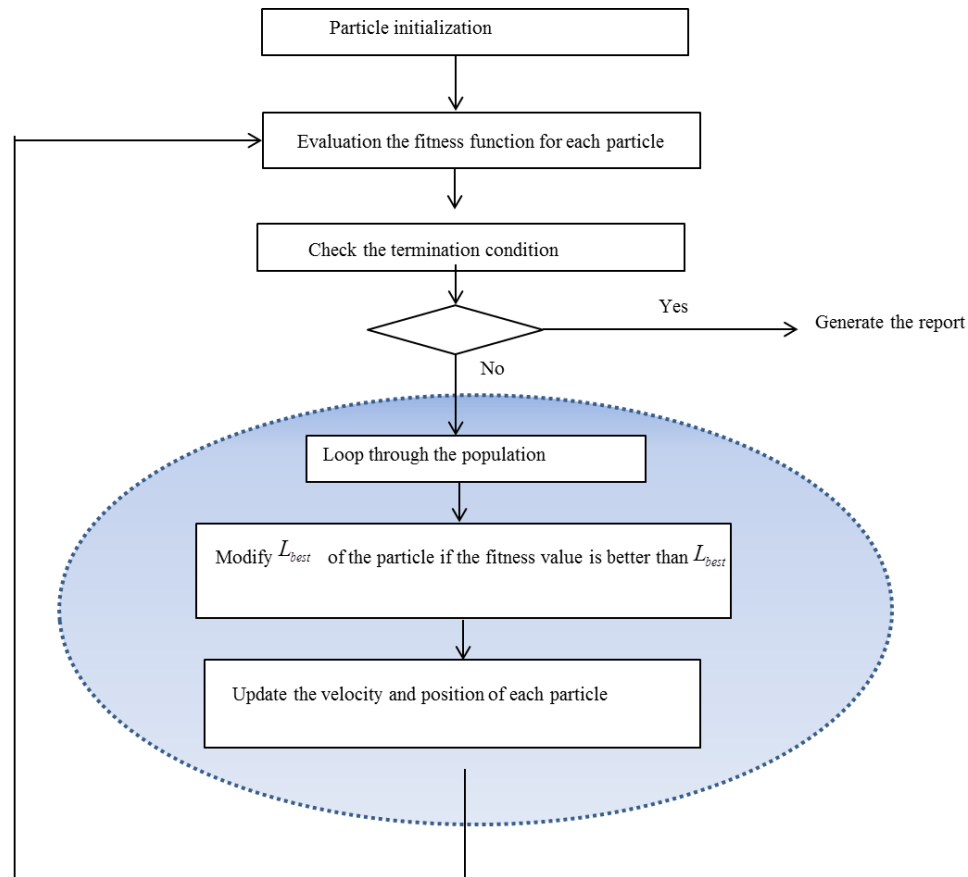 Particle initialization
Evaluation the fitness function for each particle
Check the termination condition
Yes
Generate the report
No
Loop through the population
Modify L_best of the particle if the fitness value is better than L_best
Update the velocity and position of each particle